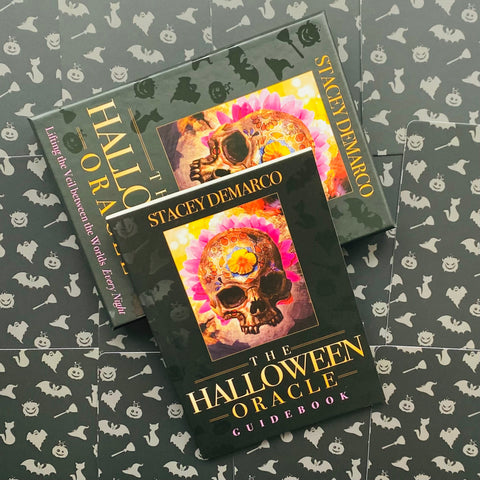 STACEY DEMARCO
THE
HALLOWEEN
ORACLE
Lifting the Veil between the Worlds Every Night
STACEY DEMARCO
THE
HALLOWEEN
ORACLE
GUIDEBOOK